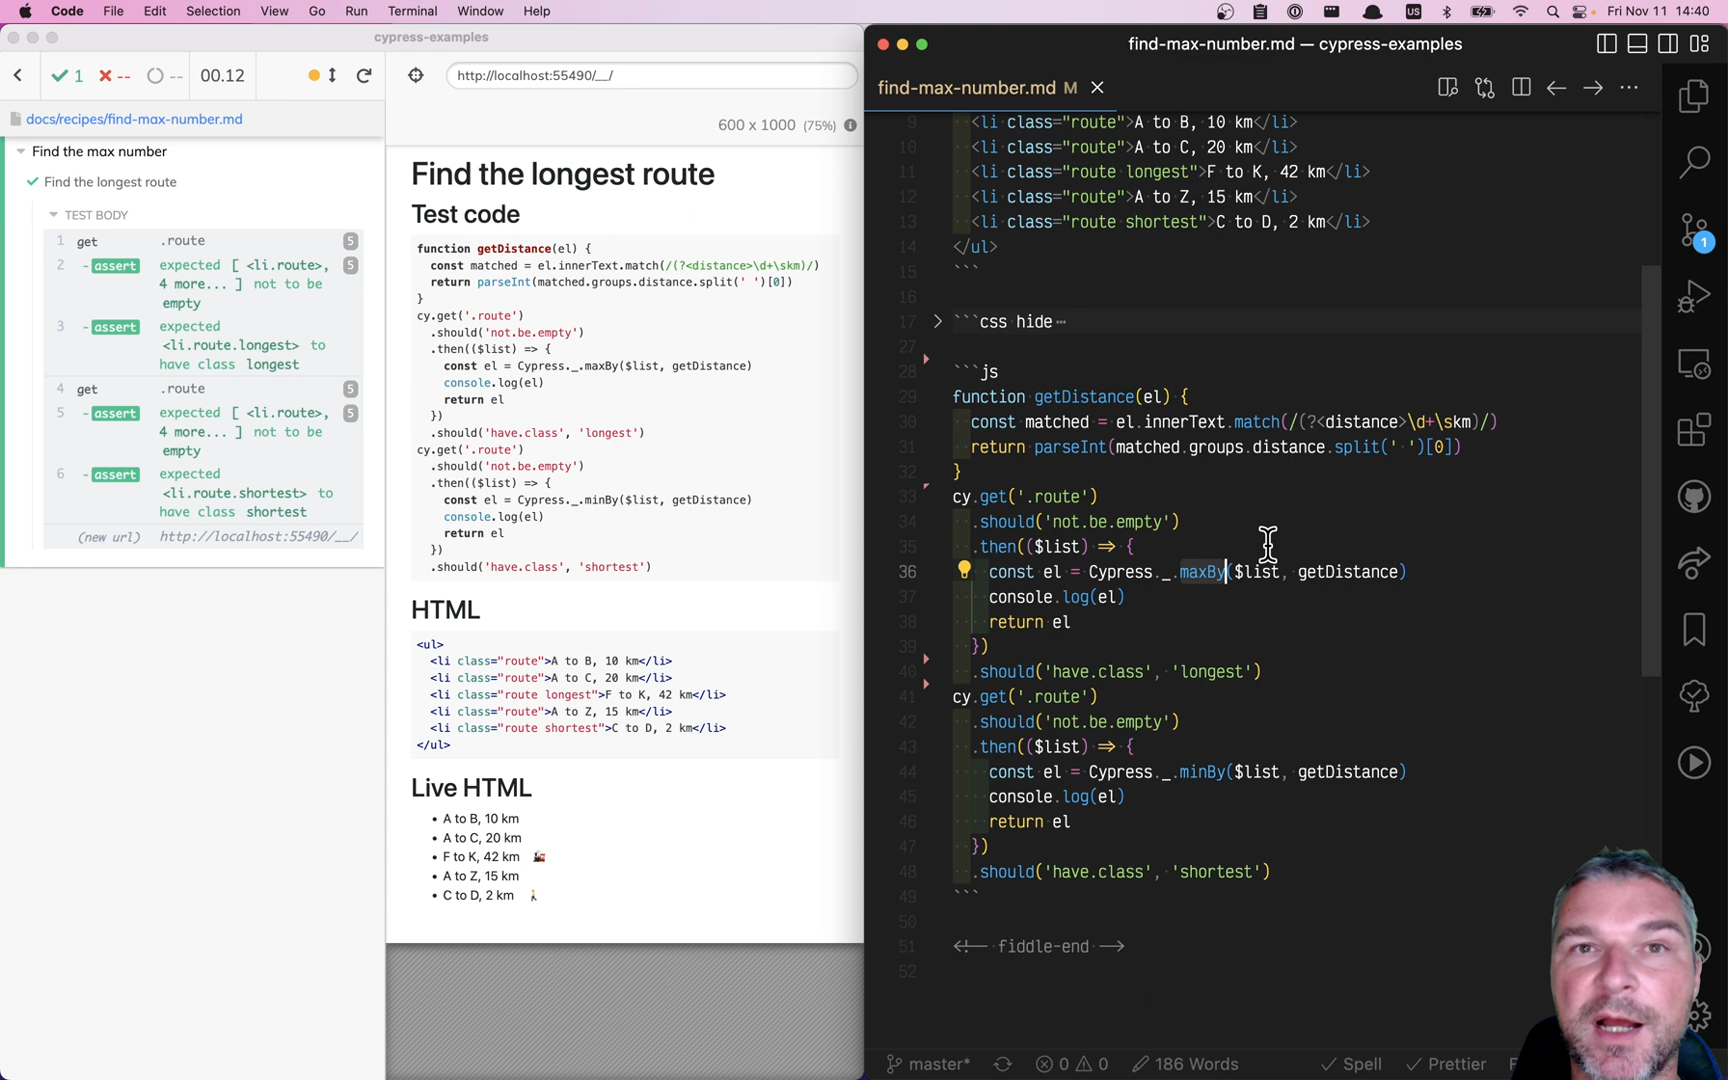 Code File Edit Selection View Go Run Terminal Window Help
US
Fri Nov 11 14:40
cypress-examples
1 -- -- 00.12
http://localhost:55490/__/
docs/recipes/find-max-number.md
600 x 1000 (75%)
Find the max number
Find the longest route
TEST BODY
1 get .route 5
2 -assert expected [ <li.route>, 5
4 more... ] not to be
empty
3 -assert expected
<li.route.longest> to
have class longest
4 get .route 5
5 -assert expected [ <li.route>, 5
4 more... ] not to be
empty
6 -assert expected
<li.route.shortest> to
have class shortest
(new url) http://localhost:55490/__/
Find the longest route
Test code
function getDistance(el) {
const matched = el.innerText.match(/(?<distance>\d+\skm)/)
return parseInt(matched.groups.distance.split(' ')[0])
}
cy.get('.route')
.should('not.be.empty')
.then(($list) => {
const el = Cypress._.maxBy($list, getDistance)
console.log(el)
return el
})
.should('have.class', 'longest')
cy.get('.route')
.should('not.be.empty')
.then(($list) => {
const el = Cypress._.minBy($list, getDistance)
console.log(el)
return el
})
.should('have.class', 'shortest')
HTML
<ul>
<li class="route">A to B, 10 km</li>
<li class="route">A to C, 20 km</li>
<li class="route longest">F to K, 42 km</li>
<li class="route">A to Z, 15 km</li>
<li class="route shortest">C to D, 2 km</li>
</ul>
Live HTML
• A to B, 10 km
• A to C, 20 km
• F to K, 42 km 🚂
• A to Z, 15 km
• C to D, 2 km 🚶
find-max-number.md — cypress-examples
find-max-number.md M
9 <li class="route">A to B, 10 km</li>
10 <li class="route">A to C, 20 km</li>
11 <li class="route longest">F to K, 42 km</li>
12 <li class="route">A to Z, 15 km</li>
13 <li class="route shortest">C to D, 2 km</li>
14 </ul>
15 ```
16
17 ```css hide ⋯
27
28 ```js
29 function getDistance(el) {
30 const matched = el.innerText.match(/(?<distance>\d+\skm)/)
31 return parseInt(matched.groups.distance.split(' ')[0])
32 }
33 cy.get('.route')
34 .should('not.be.empty')
35 .then(($list) => {
36 const el = Cypress._.maxBy($list, getDistance)
37 console.log(el)
38 return el
39 })
40 .should('have.class', 'longest')
41 cy.get('.route')
42 .should('not.be.empty')
43 .then(($list) => {
44 const el = Cypress._.minBy($list, getDistance)
45 console.log(el)
46 return el
47 })
48 .should('have.class', 'shortest')
49 ```
50
51 <!-- fiddle-end -->
52
1
master* 0 0 186 Words Spell Prettier